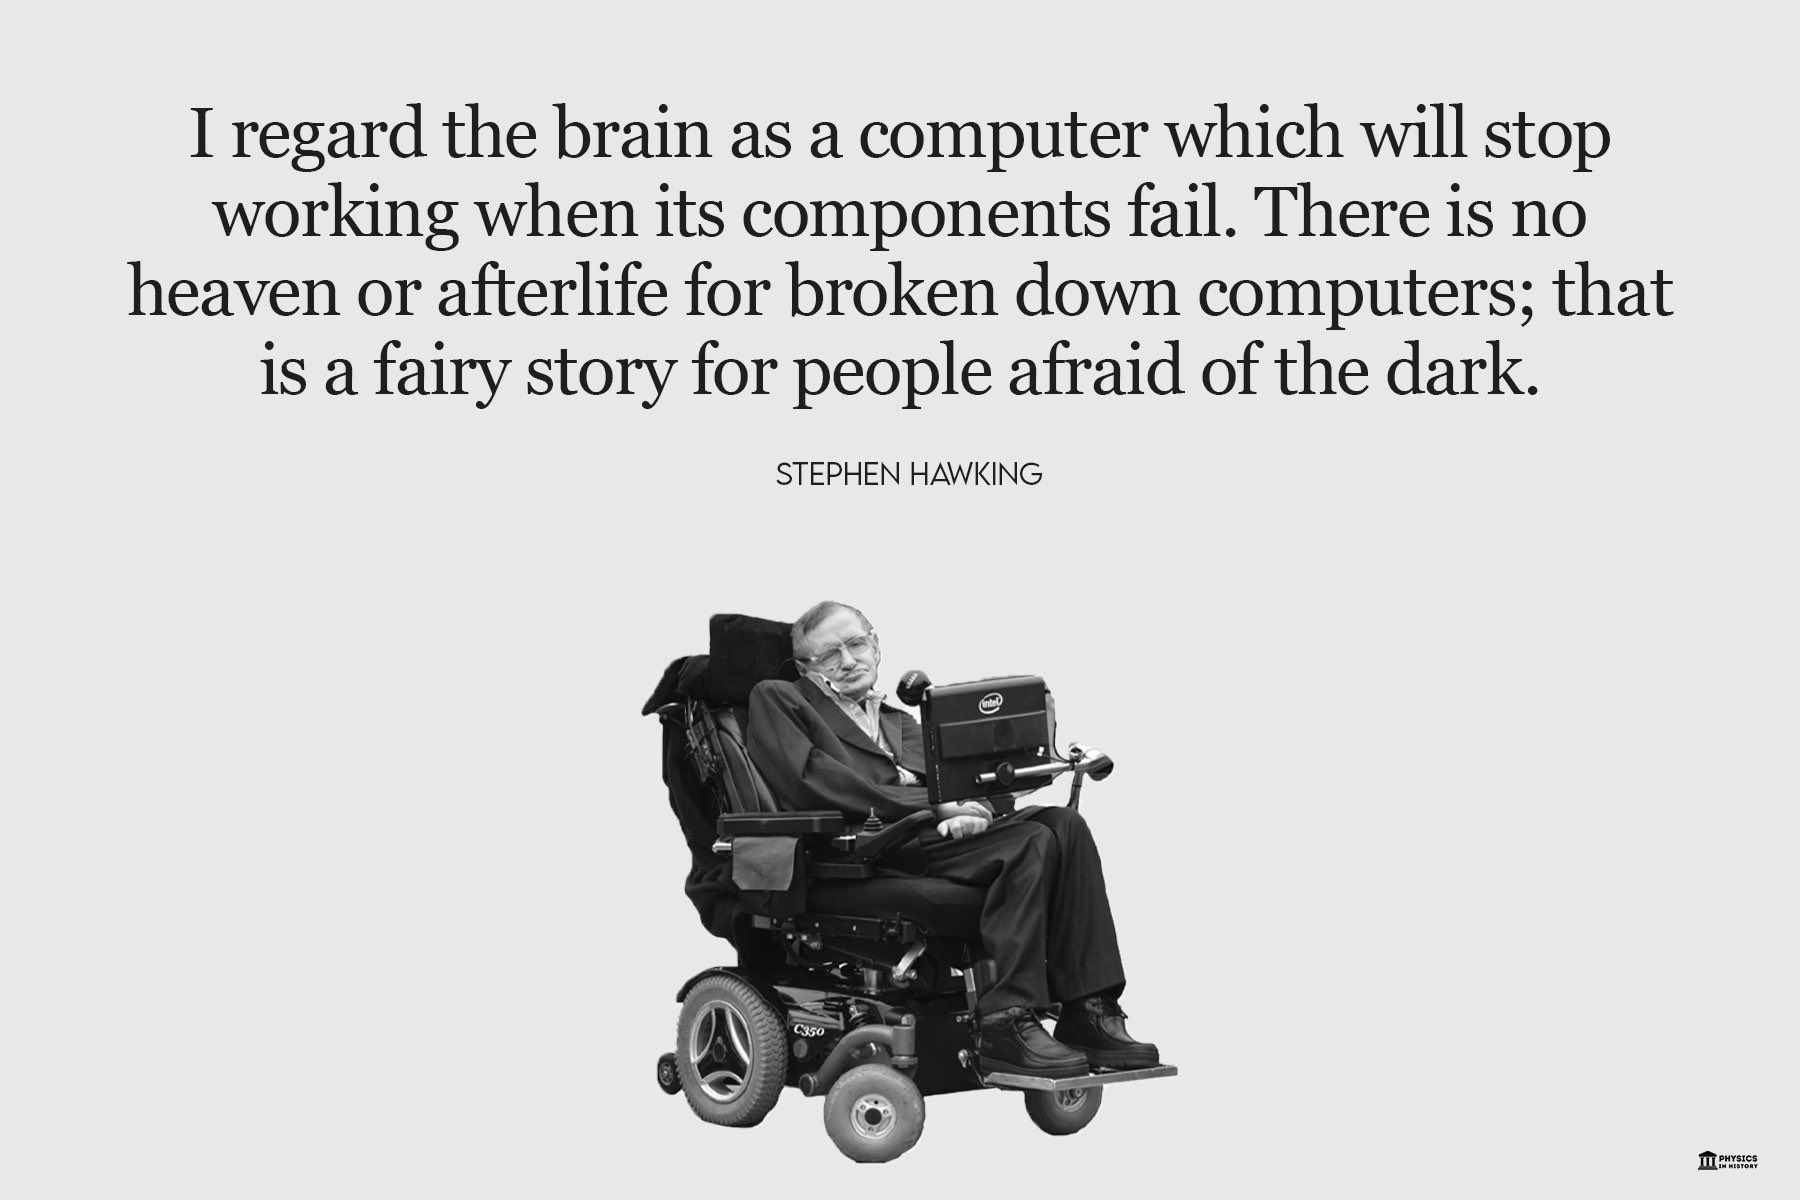 I regard the brain as a computer which will stop
working when its components fail. There is no
heaven or afterlife for broken down computers; that
is a fairy story for people afraid of the dark.
STEPHEN HAWKING
intel
C350
PHYSICS
IN HISTORY